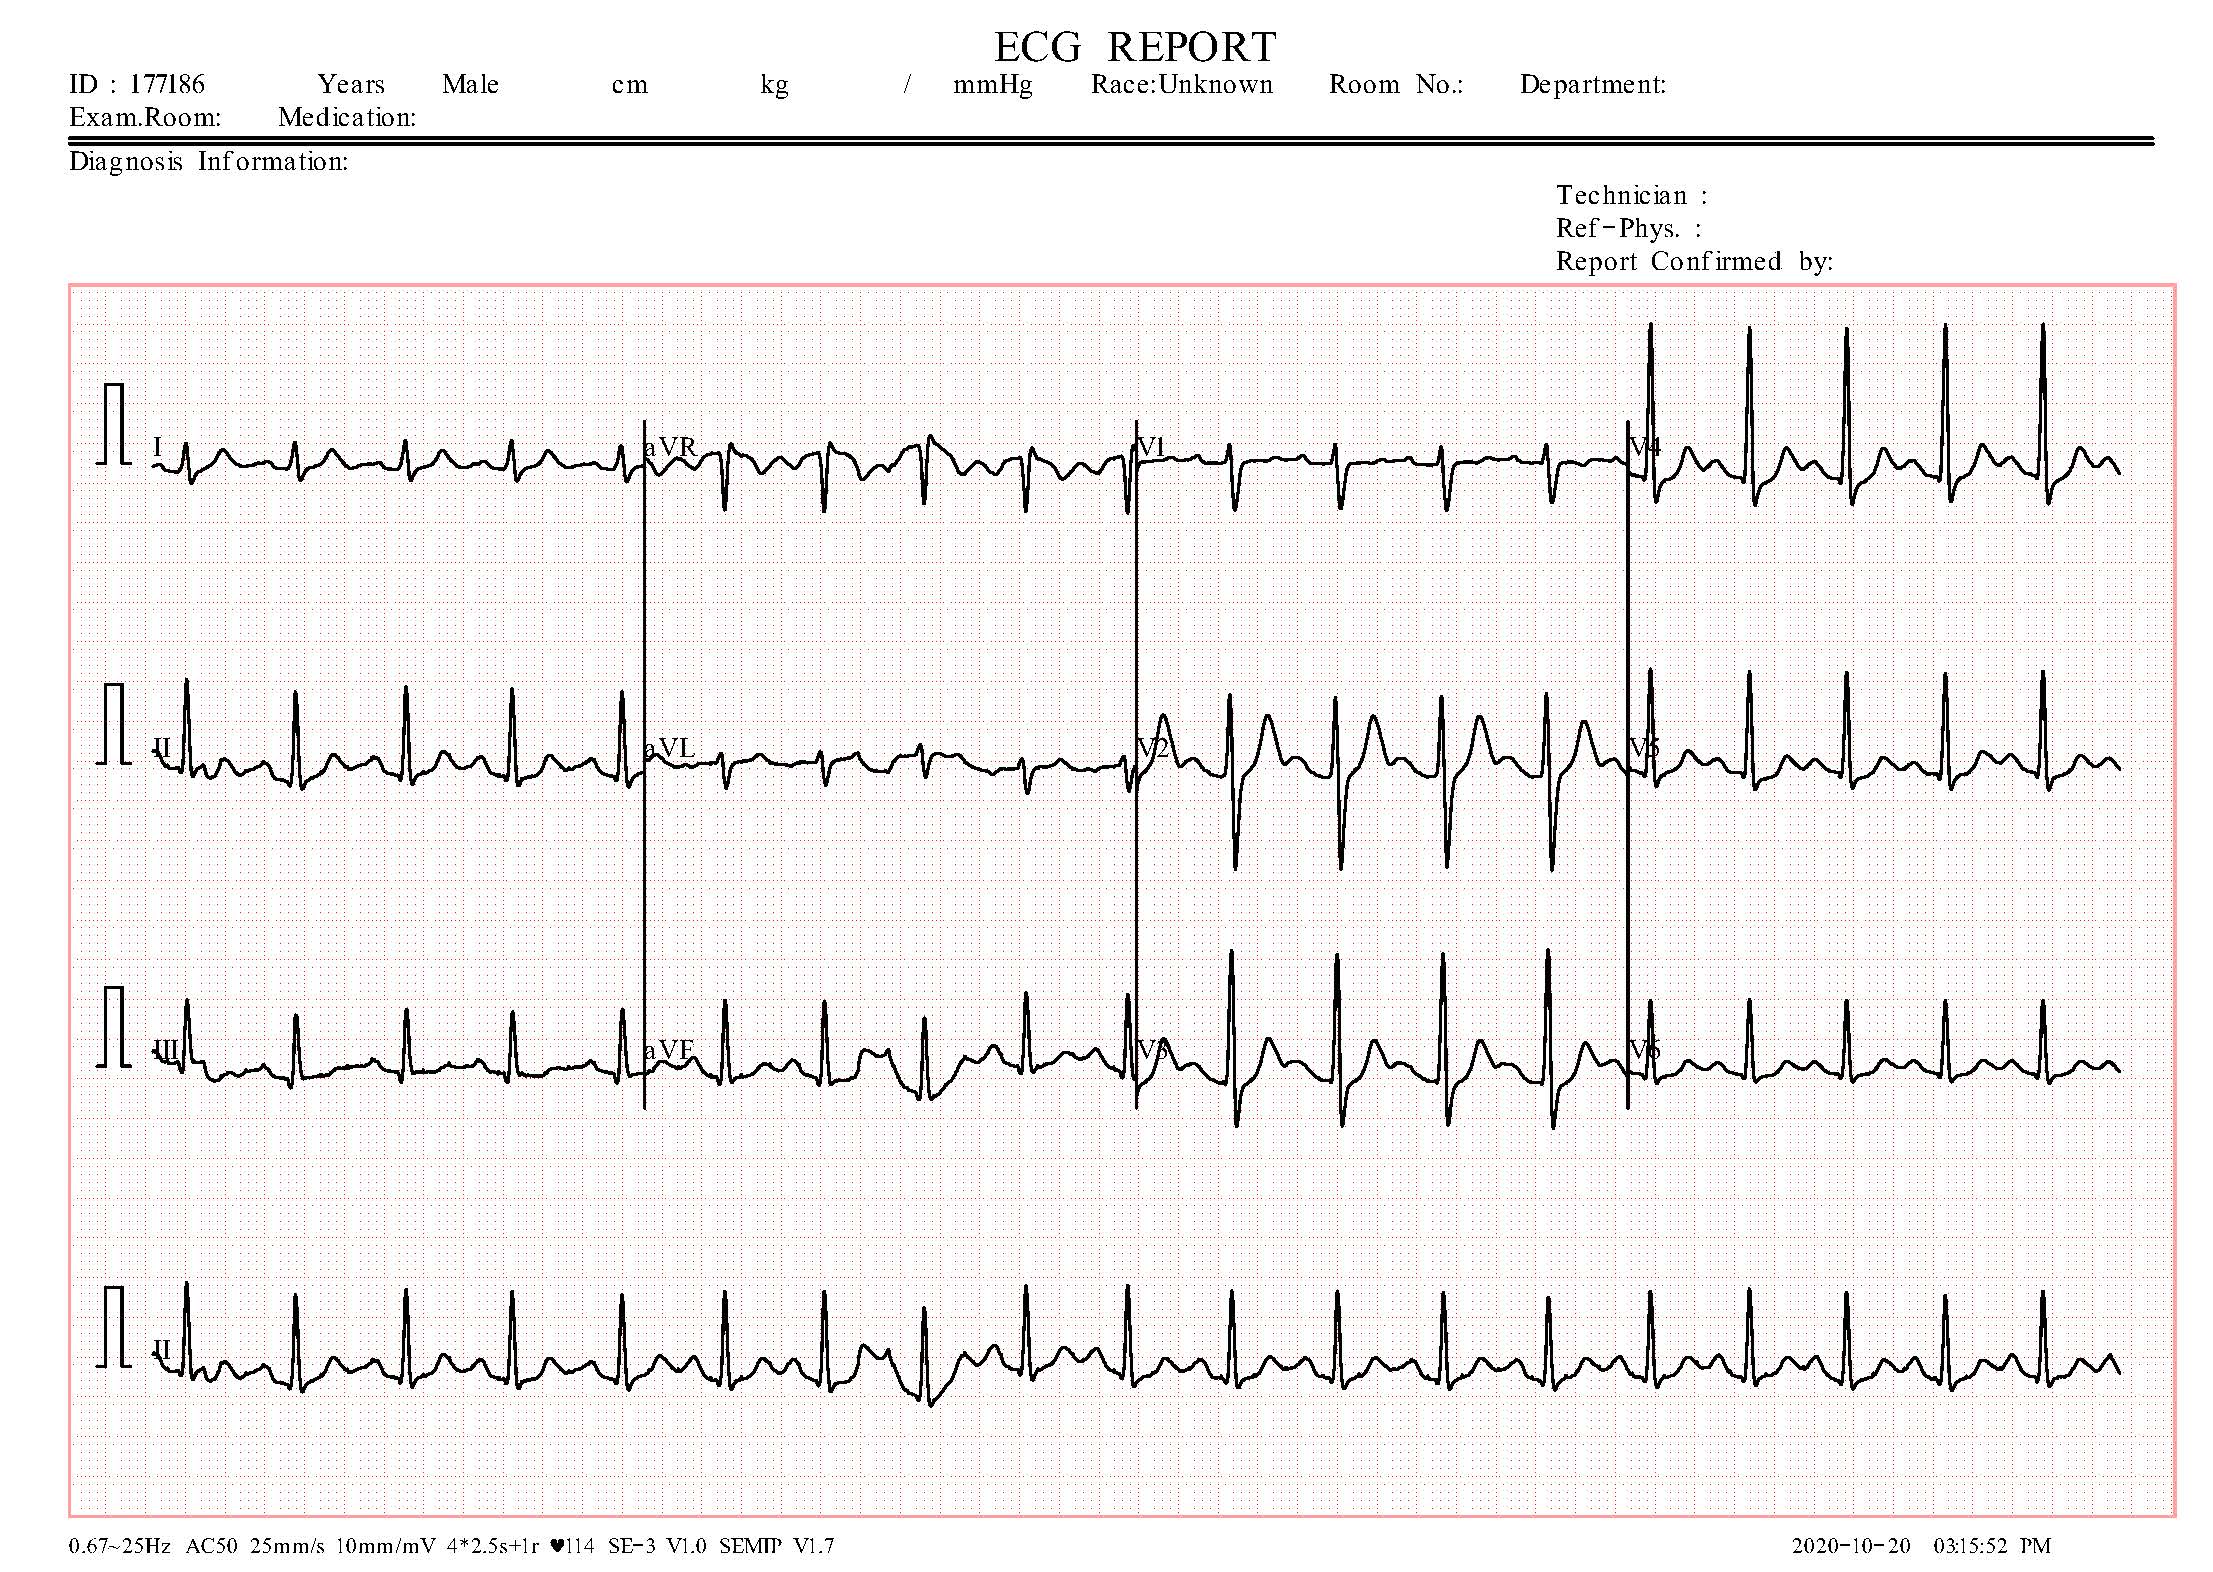 ECG REPORT
ID : 177186 Years Male cm kg / mmHg Race:Unknown Room No.: Department:
Exam.Room: Medication:
Diagnosis Information:
Technician :
Ref-Phys. :
Report Confirmed by:
I aVR V1 V4
II aVL V2 V5
III aVF V3 V6
II
0.67~25Hz AC50 25mm/s 10mm/mV 4*2.5s+1r ♥114 SE-3 V1.0 SEMIP V1.7 2020-10-20 03:15:52 PM